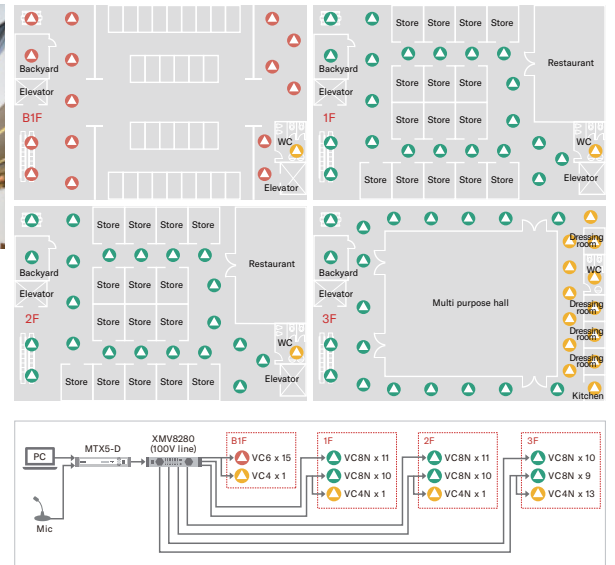 Backyard
Elevator
B1F
WC
Elevator
Store Store Store Store
Backyard
Restaurant
Store Store Store
Elevator
1F
Store Store Store
WC
Store Store Store Store Store
Elevator
Store Store Store Store
Backyard
Restaurant
Store Store Store
Elevator
2F
Store Store Store
WC
Store Store Store Store Store
Elevator
Dressing
room
Backyard
WC
Elevator
Multi purpose hall
Dressing
room
3F
Dressing
room
Dressing
room
Kitchen
PC
MTX5-D
XMV8280
(100V line)
Mic
B1F
VC6 x 15
VC4 x 1
1F
VC8N x 11
VC8N x 10
VC4N x 1
2F
VC8N x 11
VC8N x 10
VC4N x 1
3F
VC8N x 10
VC8N x 9
VC4N x 13